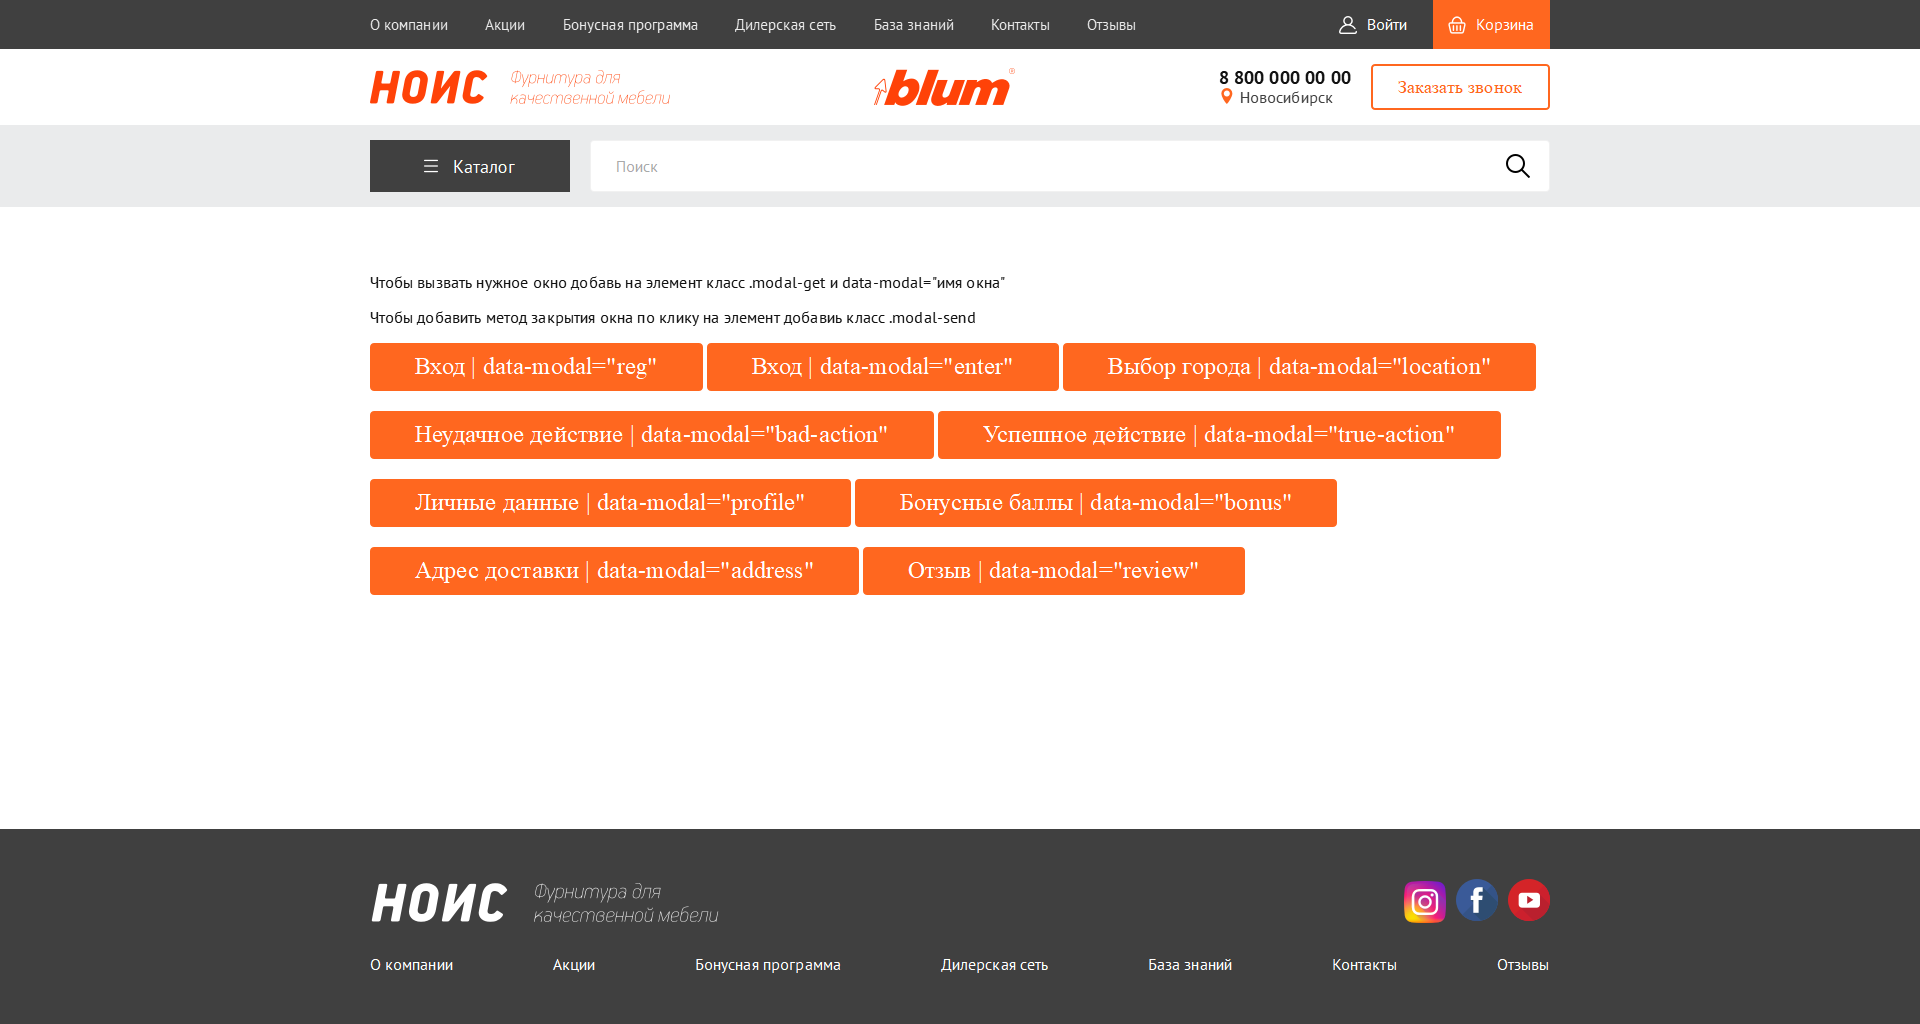 О компании Акции Бонусная программа Дилерская сеть База знаний Контакты Отзывы Войти Корзина
НОИС Фурнитура для качественной мебели blum® 8 800 000 00 00 Новосибирск Заказать звонок
Каталог Поиск
Чтобы вызвать нужное окно добавь на элемент класс .modal-get и data-modal="имя окна"
Чтобы добавить метод закрытия окна по клику на элемент добавиь класс .modal-send
Вход | data-modal="reg" Вход | data-modal="enter" Выбор города | data-modal="location"
Неудачное действие | data-modal="bad-action" Успешное действие | data-modal="true-action"
Личные данные | data-modal="profile" Бонусные баллы | data-modal="bonus"
Адрес доставки | data-modal="address" Отзыв | data-modal="review"
НОИС Фурнитура для качественной мебели
О компании Акции Бонусная программа Дилерская сеть База знаний Контакты Отзывы